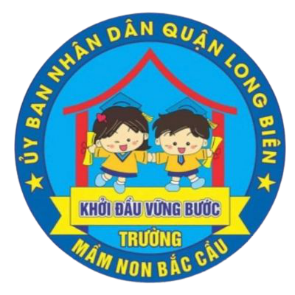 ỦY BAN NHÂN DÂN QUẬN LONG BIÊN
KHỞI ĐẦU VỮNG BƯỚC
TRƯỜNG
MẦM NON BẮC CẦU